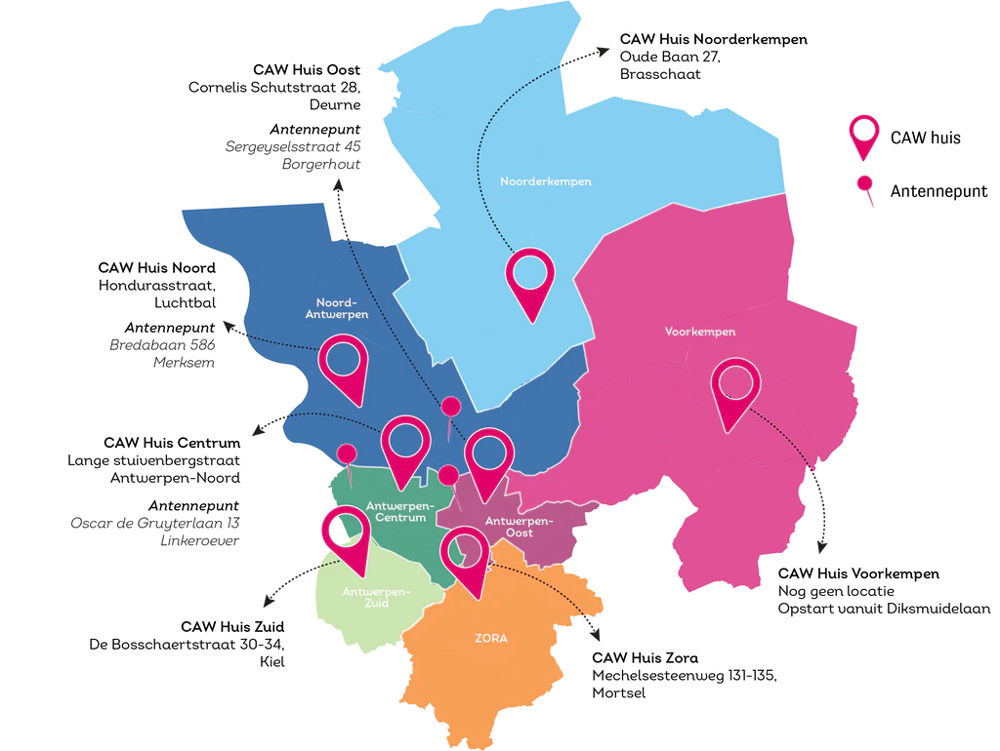 CAW Huis Noorderkempen
Oude Baan 27,
Brasschaat
CAW Huis Oost
Cornelis Schutstraat 28,
Deurne
Antennepunt
Sergeyselsstraat 45
Borgerhout
CAW huis
Antennepunt
Noorderkempen
CAW Huis Noord
Hondurasstraat,
Luchtbal
Antennepunt
Bredabaan 586
Merksem
Noord-
Antwerpen
Voorkempen
CAW Huis Centrum
Lange stuivenbergstraat
Antwerpen-Noord
Antennepunt
Oscar de Gruyterlaan 13
Linkeroever
Antwerpen-
Centrum
Antwerpen-
Oost
Antwerpen-
Zuid
CAW Huis Voorkempen
Nog geen locatie
Opstart vanuit Diksmuidelaan
CAW Huis Zuid
De Bosschaertstraat 30-34,
Kiel
ZORA
CAW Huis Zora
Mechelsesteenweg 131-135,
Mortsel